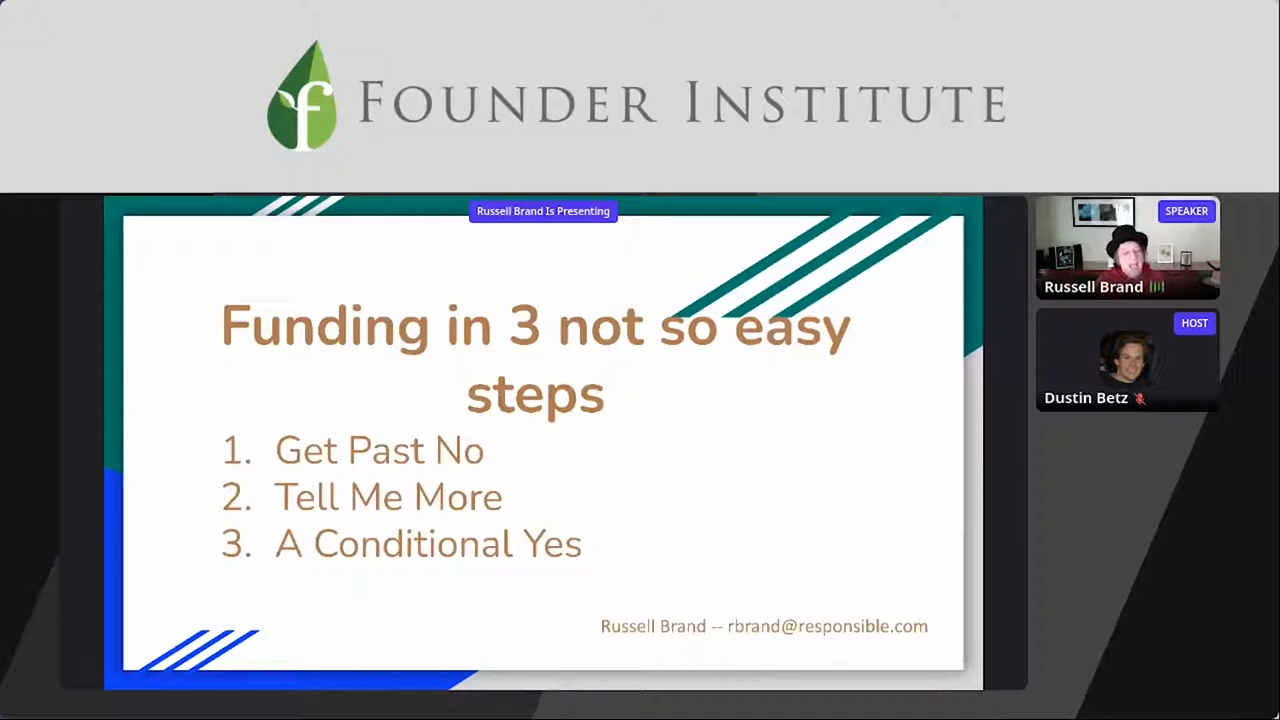 FOUNDER INSTITUTE
Russell Brand Is Presenting
Funding in 3 not so easy
steps
1. Get Past No
2. Tell Me More
3. A Conditional Yes
Russell Brand -- rbrand@responsible.com
SPEAKER
Russell Brand
HOST
Dustin Betz